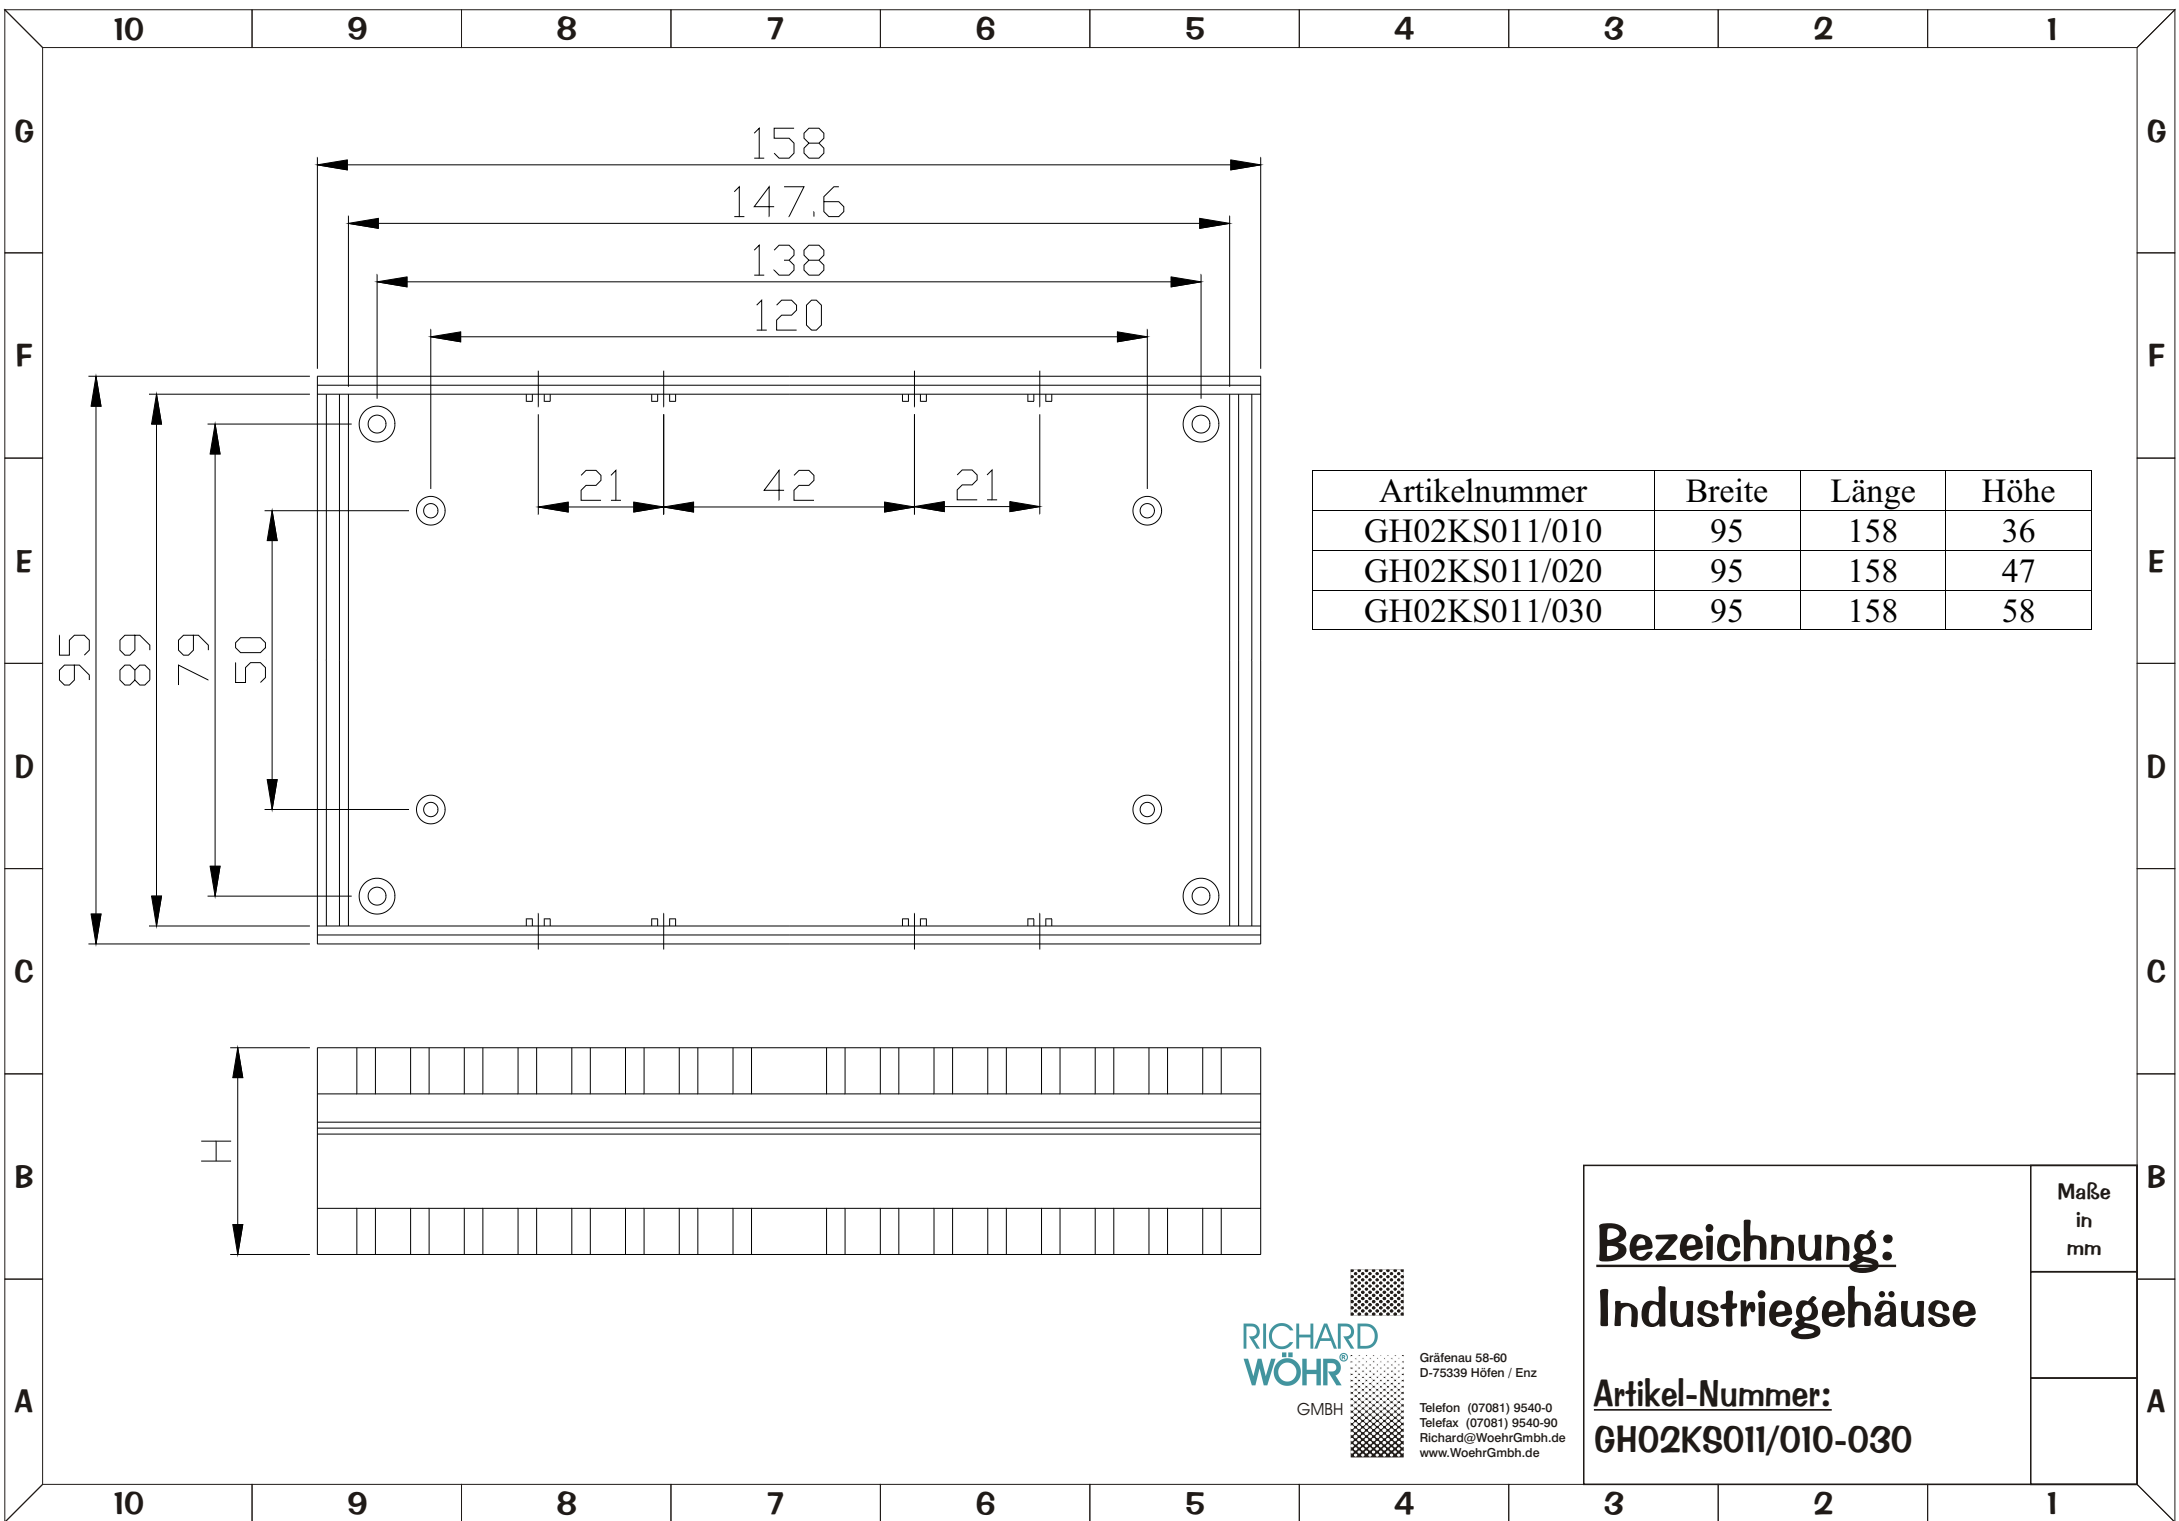 10 9 8 7 6 5 4 3 2 1
G G
158
147.6
138
F F
120
21 42 21
Artikelnummer Breite Länge Höhe
GH02KS011/010 95 158 36
GH02KS011/020 95 158 47
GH02KS011/030 95 158 58
E E
95 89 79 50
D D
C C
H
B B
Maße
in
mm
Bezeichnung:
Industriegehäuse
Artikel-Nummer:
GH02KS011/010-030
RICHARD
WÖHR®
GMBH
Gräfenau 58-60
D-75339 Höfen / Enz
Telefon (07081) 9540-0
Telefax (07081) 9540-90
Richard@WoehrGmbh.de
www.WoehrGmbh.de
A A
10 9 8 7 6 5 4 3 2 1